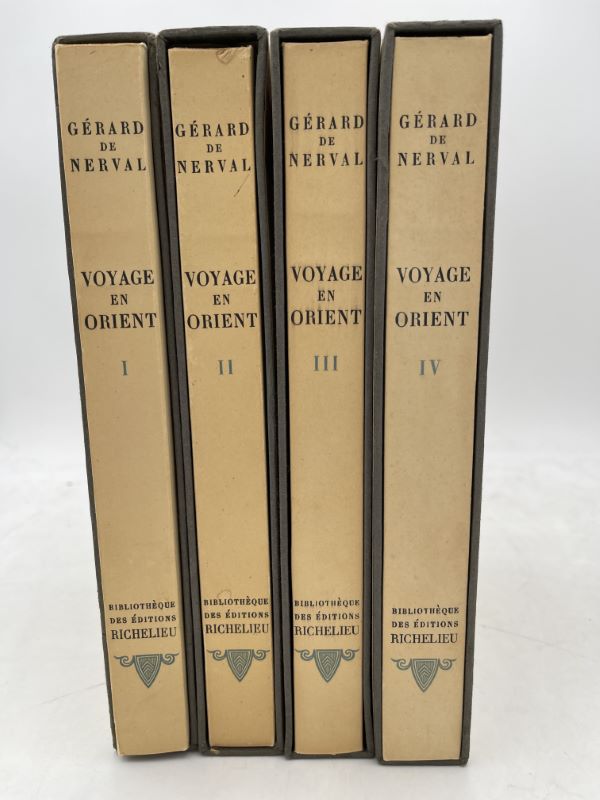 GÉRARD
DE
NERVAL
VOYAGE
EN
ORIENT
I
BIBLIOTHÈQUE
DES ÉDITIONS
RICHELIEU
GÉRARD
DE
NERVAL
VOYAGE
EN
ORIENT
II
BIBLIOTHÈQUE
DES ÉDITIONS
RICHELIEU
GÉRARD
DE
NERVAL
VOYAGE
EN
ORIENT
III
BIBLIOTHÈQUE
DES ÉDITIONS
RICHELIEU
GÉRARD
DE
NERVAL
VOYAGE
EN
ORIENT
IV
BIBLIOTHÈQUE
DES ÉDITIONS
RICHELIEU